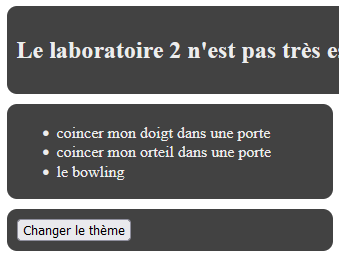 Le laboratoire 2 n'est pas très
coincer mon doigt dans une porte
coincer mon orteil dans une porte
le bowling
Changer le thème